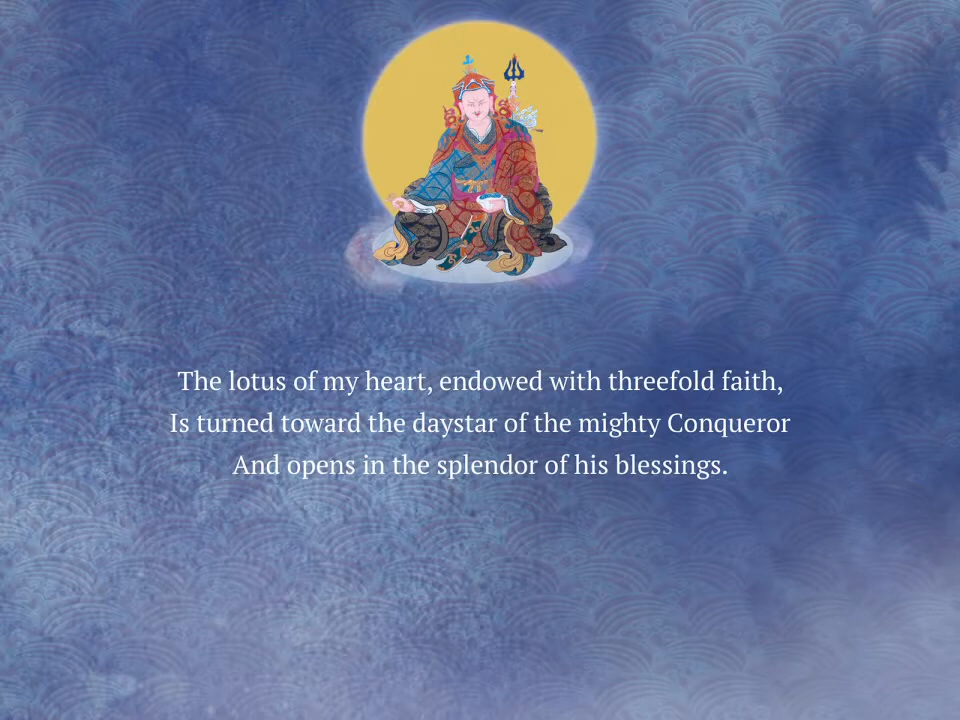 The lotus of my heart, endowed with threefold faith,
Is turned toward the daystar of the mighty Conqueror
And opens in the splendor of his blessings.